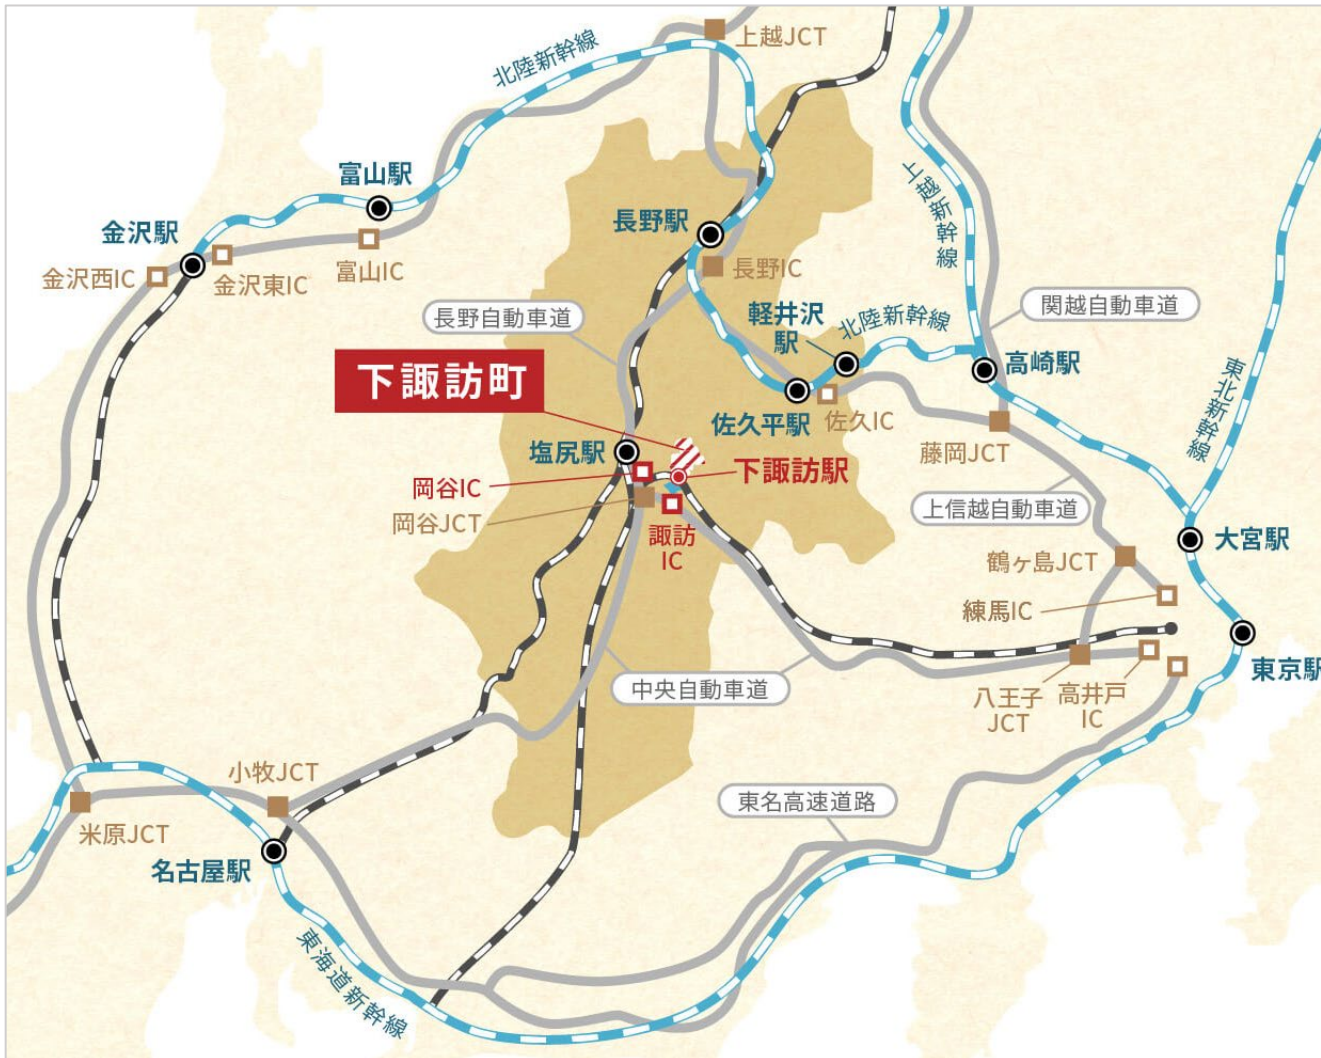 上越JCT
北陸新幹線
富山駅
金沢駅
長野駅
上越新幹線
金沢西IC
金沢東IC
富山IC
長野IC
長野自動車道
軽井沢
駅
北陸新幹線
関越自動車道
下諏訪町
高崎駅
東北新幹線
佐久平駅
佐久IC
塩尻駅
下諏訪駅
藤岡JCT
岡谷IC
岡谷JCT
上信越自動車道
諏訪
IC
大宮駅
鶴ヶ島JCT
練馬IC
東京駅
中央自動車道
八王子
JCT
高井戸
IC
小牧JCT
東名高速道路
米原JCT
名古屋駅
東海道新幹線